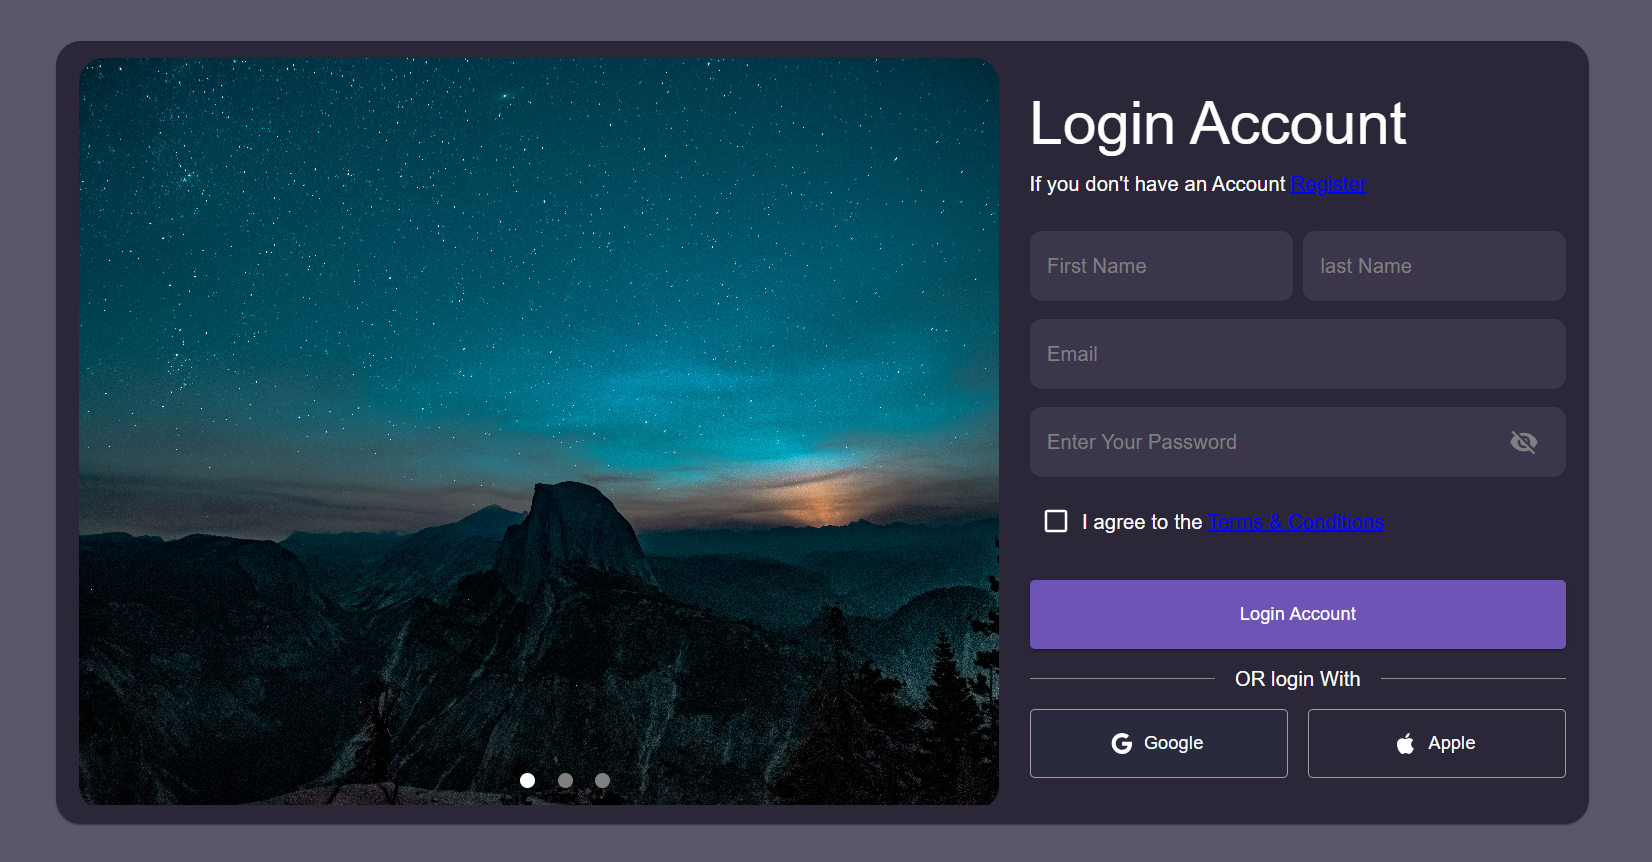 Login Account
If you don't have an Account Register
First Name last Name
Email
Enter Your Password
I agree to the Terms & Conditions
Login Account
OR login With
Google Apple